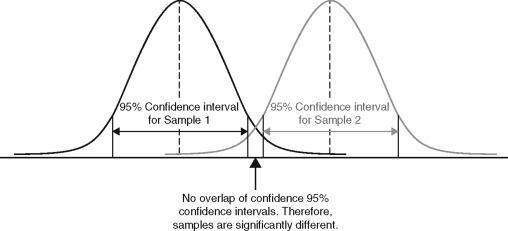 95% Confidence interval
for Sample 1
95% Confidence interval
for Sample 2
No overlap of confidence 95%
confidence intervals. Therefore,
samples are significantly different.